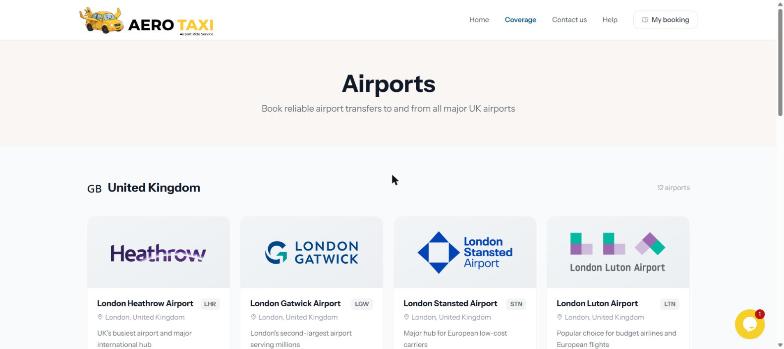 AERO TAXI
Airport Ride Service
Home Coverage Contact us Help My booking
Airports
Book reliable airport transfers to and from all major UK airports
GB United Kingdom 12 airports
Heathrow
LONDON GATWICK
London Stansted Airport
London Luton Airport
London Heathrow Airport LHR
London, United Kingdom
UK's busiest airport and major international hub
London Gatwick Airport LGW
London, United Kingdom
London's second-largest airport serving millions
London Stansted Airport STN
London, United Kingdom
Major hub for European low-cost carriers
London Luton Airport LTN
London, United Kingdom
Popular choice for budget airlines and European flights
1